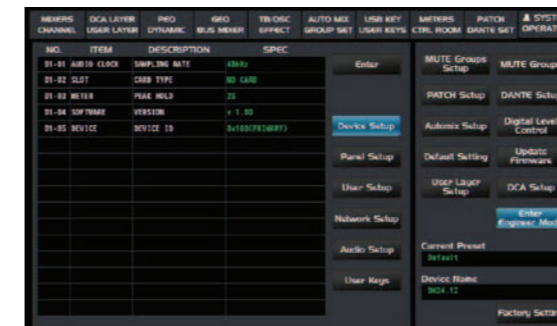 MIXERS DCA LAYER PEQ GEQ TB/OSC AUTO MIX USB KEY METERS PATCH SYST
CHANNEL USER LAYER DYNAMIC BUS MIXER EFFECT GROUP SET USER KEYS CTRL ROOM DANTE SET OPERAT
NO. ITEM DESCRIPTION SPEC
01-01 AUDIO CLOCK SAMPLING RATE 48kHz
01-02 SLOT CARD TYPE NO CARD
01-03 METER PEAK HOLD 2S
01-04 SOFTWARE VERSION v 1.00
01-05 DEVICE DEVICE ID 0x100(PRIMARY)
Enter
Device Setup
Panel Setup
User Setup
Network Setup
Audio Setup
User Keys
MUTE Groups
Setup
MUTE Group
PATCH Setup
DANTE Setu
Automix Setup
Digital Level
Control
Default Setting
Update
Firmware
User Layer
Setup
DCA Setup
Enter
Engineer Mod
Current Preset
Default
Device Name
Factory Settin